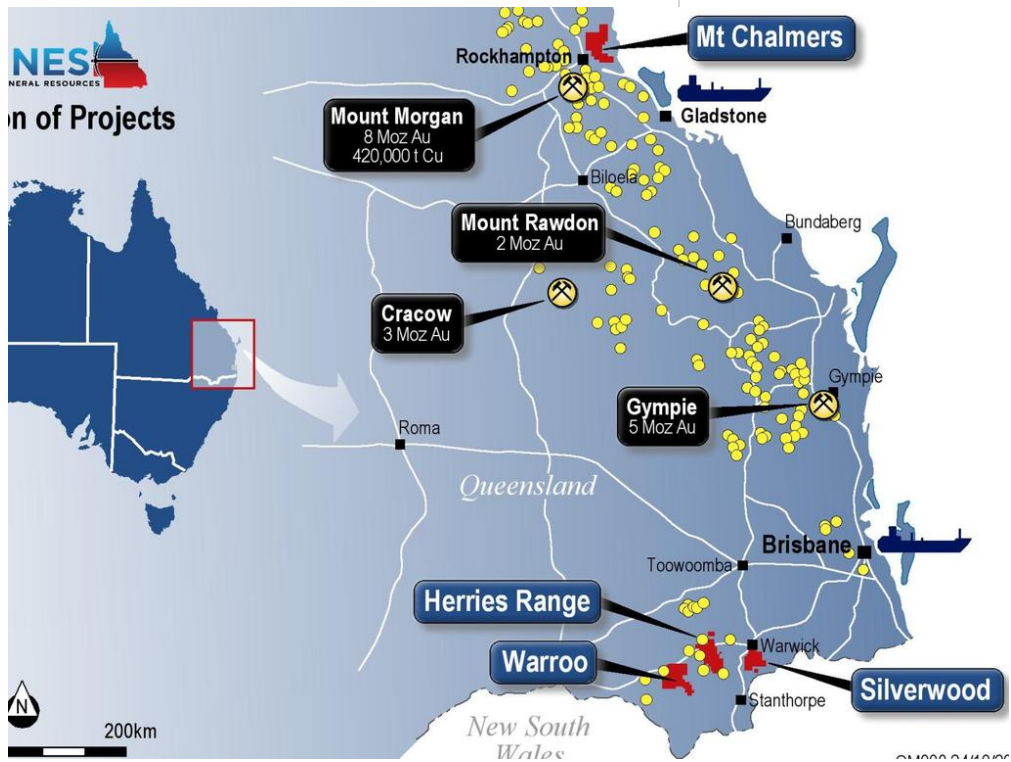 NES
NERAL RESOURCES
n of Projects
Mt Chalmers
Rockhampton
Gladstone
Mount Morgan
8 Moz Au
420,000 t Cu
Biloela
Mount Rawdon
2 Moz Au
Bundaberg
Cracow
3 Moz Au
Gympie
Gympie
5 Moz Au
Roma
Queensland
Brisbane
Toowoomba
Herries Range
Warroo
Warwick
Silverwood
Stanthorpe
New South
Wales
N
200km